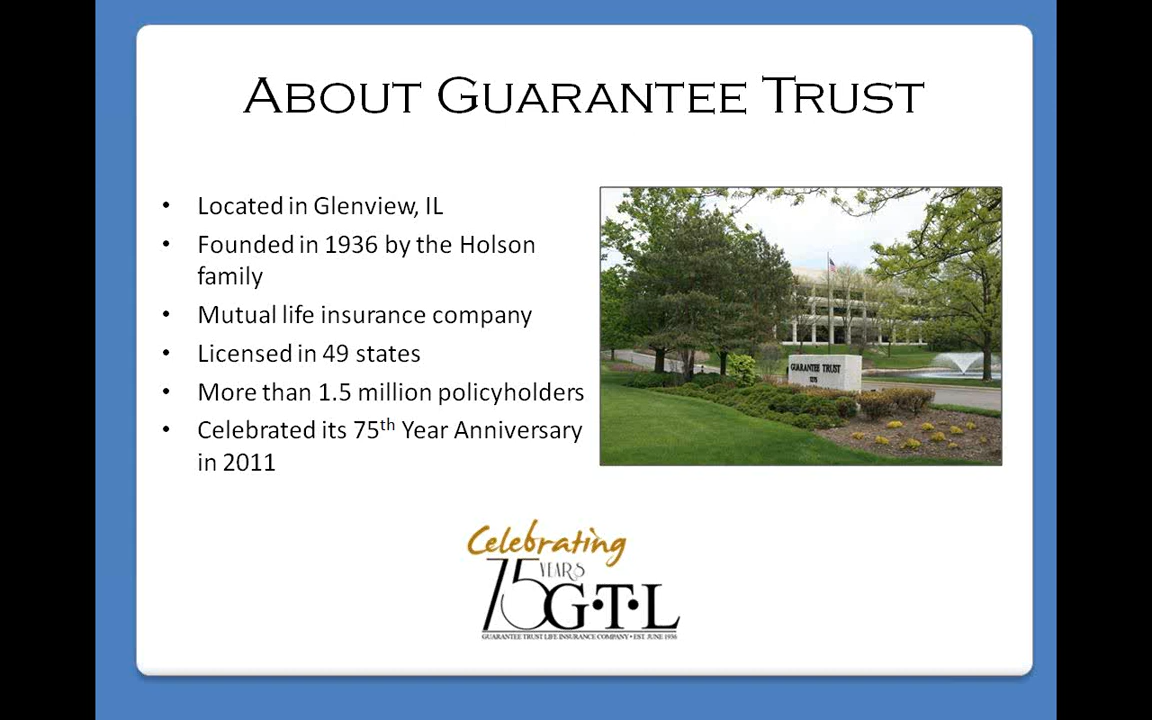 ABOUT GUARANTEE TRUST
• Located in Glenview, IL
• Founded in 1936 by the Holson
family
• Mutual life insurance company
• Licensed in 49 states
• More than 1.5 million policyholders
• Celebrated its 75th Year Anniversary
in 2011
GUARANTEE TRUST
1275
Celebrating
75 YEARS
G·T·L
GUARANTEE TRUST LIFE INSURANCE COMPANY • EST. JUNE 1936